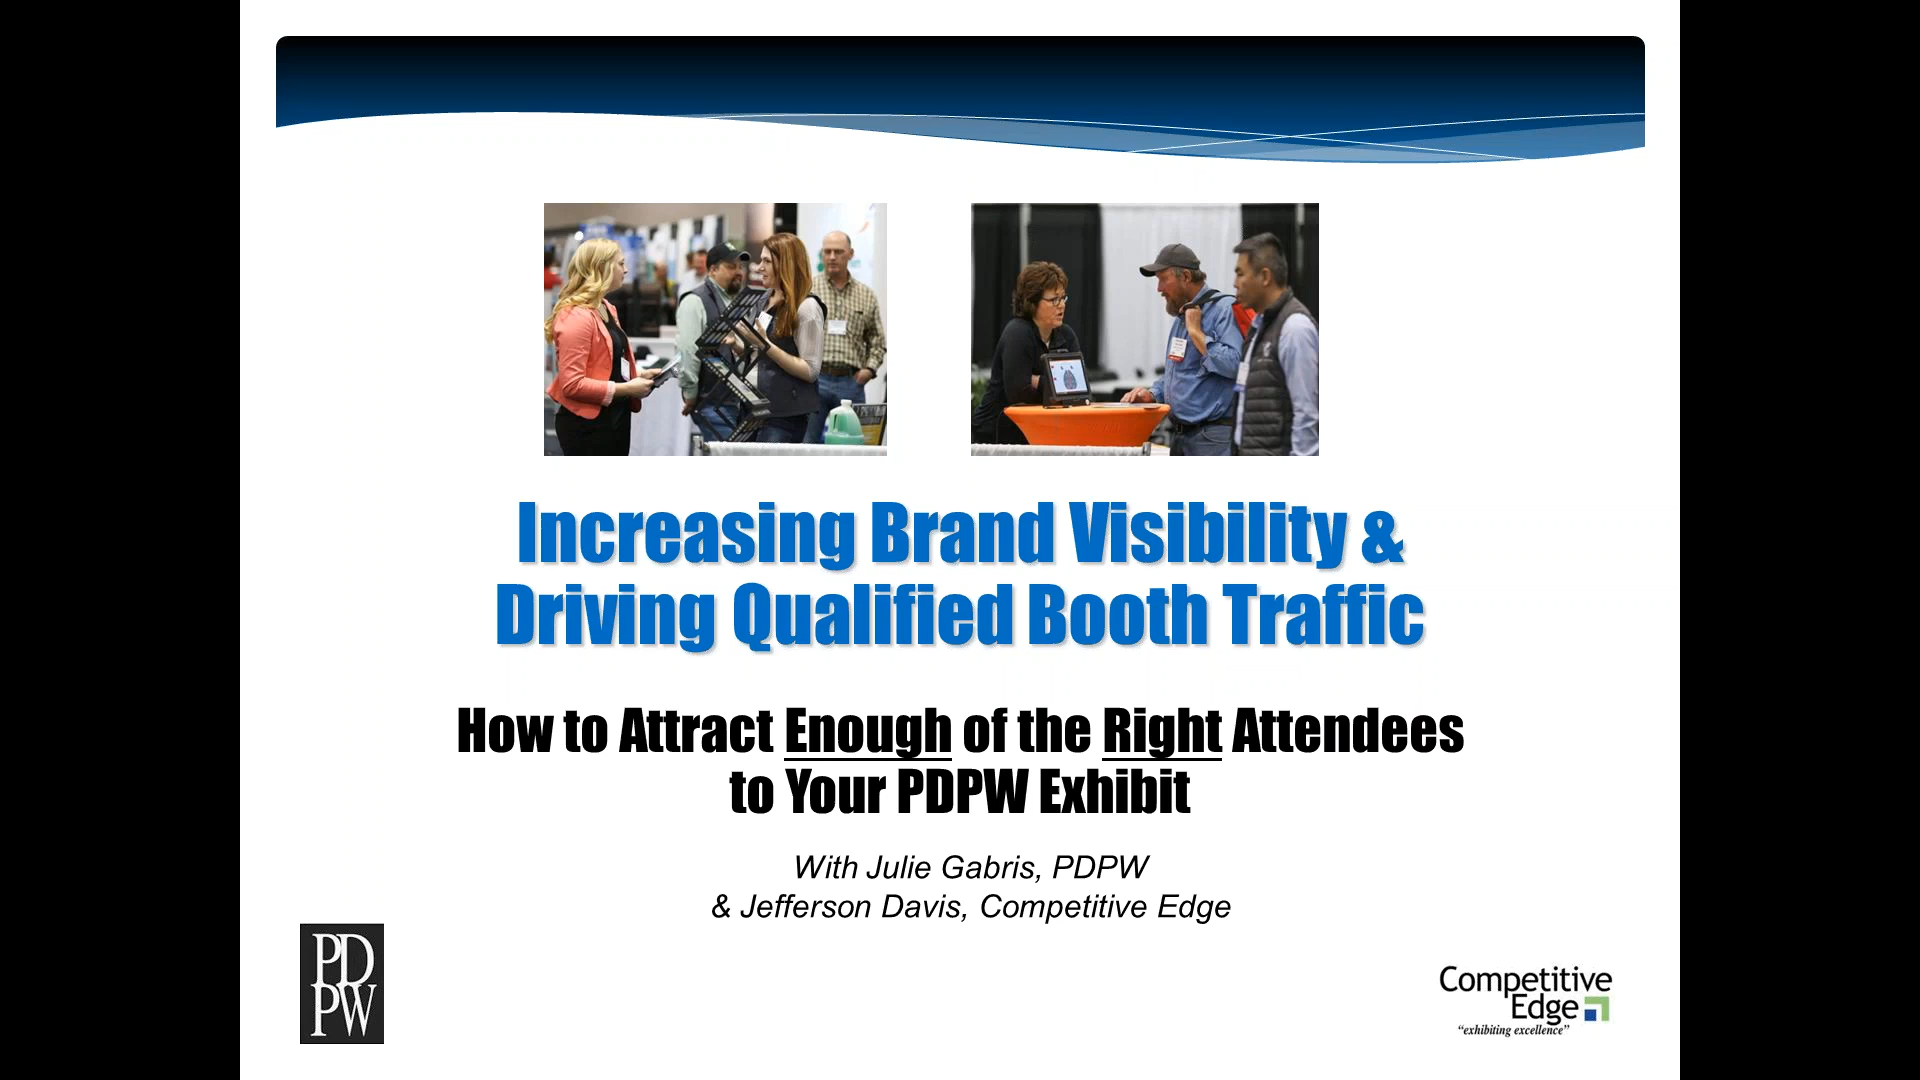 Increasing Brand Visibility &
Driving Qualified Booth Traffic
How to Attract Enough of the Right Attendees
to Your PDPW Exhibit
With Julie Gabris, PDPW
& Jefferson Davis, Competitive Edge
PD
PW
Competitive
Edge
“exhibiting excellence”